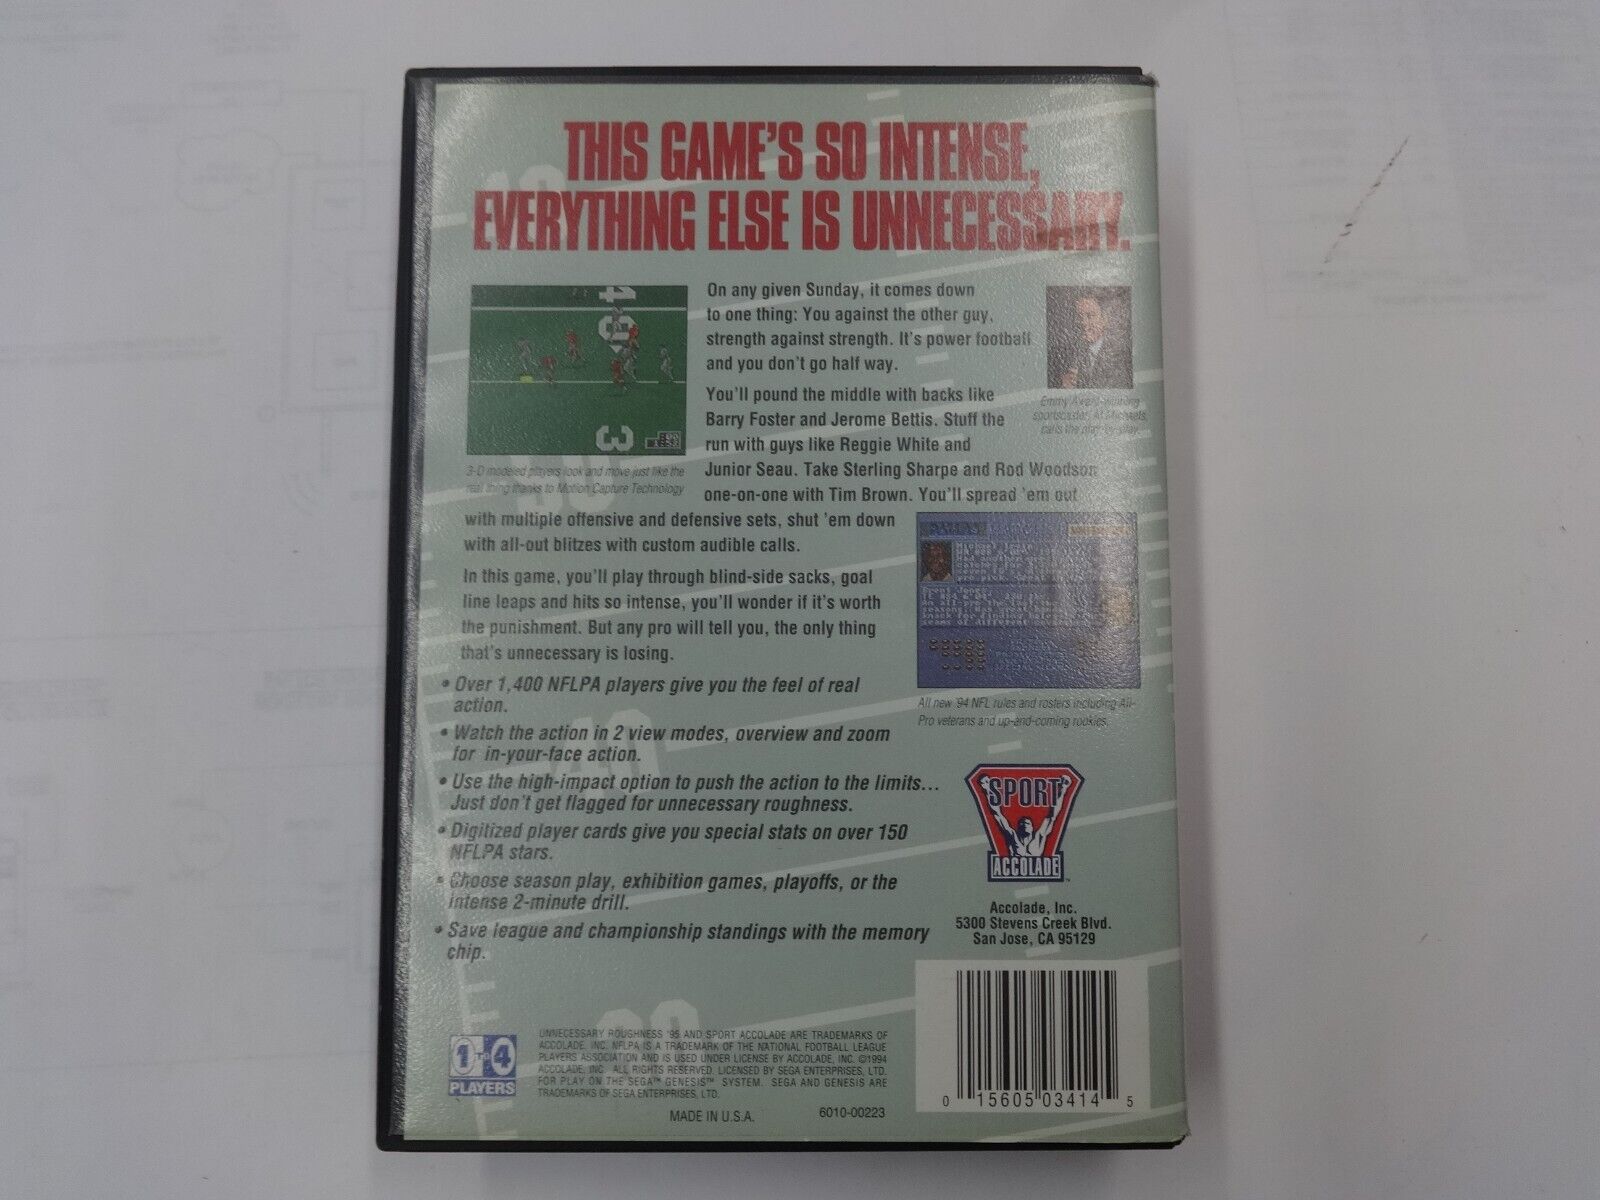 THIS GAME'S SO INTENSE,
EVERYTHING ELSE IS UNNECESSARY.
On any given Sunday, it comes down
to one thing: You against the other guy,
strength against strength. It's power football
and you don't go half way.
You'll pound the middle with backs like
Barry Foster and Jerome Bettis. Stuff the
run with guys like Reggie White and
Junior Seau. Take Sterling Sharpe and Rod Woodson
one-on-one with Tim Brown. You'll spread 'em out
with multiple offensive and defensive sets, shut 'em down
with all-out blitzes with custom audible calls.
In this game, you'll play through blind-side sacks, goal
line leaps and hits so intense, you'll wonder if it's worth
the punishment. But any pro will tell you, the only thing
that's unnecessary is losing.
Emmy Award-winning
sportscaster, Al Michaels,
calls the play-by-play.
4
3
3-D modeled players look and move just like the
real thing thanks to Motion Capture Technology
All new '94 NFL rules and rosters including All-
Pro veterans and up-and-coming rookies.
• Over 1,400 NFLPA players give you the feel of real
action.
• Watch the action in 2 view modes, overview and zoom
for in-your-face action.
• Use the high-impact option to push the action to the limits...
Just don't get flagged for unnecessary roughness.
• Digitized player cards give you special stats on over 150
NFLPA stars.
• Choose season play, exhibition games, playoffs, or the
intense 2-minute drill.
• Save league and championship standings with the memory
chip.
SPORT
ACCOLADE
™
Accolade, Inc.
5300 Stevens Creek Blvd.
San Jose, CA 95129
1 TO 4
PLAYERS
UNNECESSARY ROUGHNESS '95 AND SPORT ACCOLADE ARE TRADEMARKS OF
ACCOLADE, INC. NFLPA IS A TRADEMARK OF THE NATIONAL FOOTBALL LEAGUE
PLAYERS ASSOCIATION AND IS USED UNDER LICENSE BY ACCOLADE, INC. ©1994
ACCOLADE, INC. ALL RIGHTS RESERVED. LICENSED BY SEGA ENTERPRISES, LTD.
FOR PLAY ON THE SEGA™ GENESIS™ SYSTEM. SEGA AND GENESIS ARE
TRADEMARKS OF SEGA ENTERPRISES, LTD.
MADE IN U.S.A.
6010-00223
0 15605 03414 5